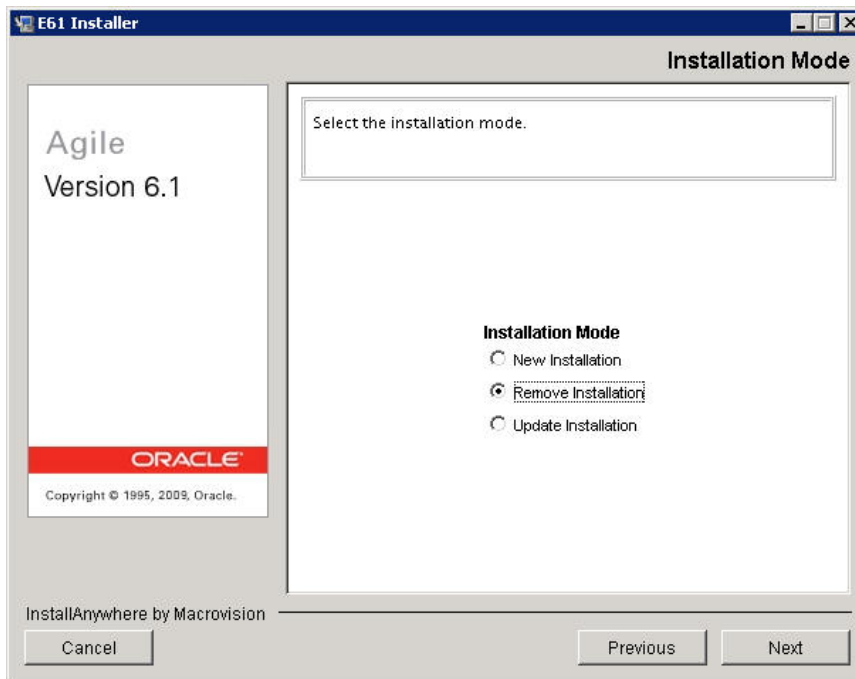 E61 Installer
Installation Mode
Agile
Version 6.1
ORACLE
Copyright © 1995, 2009, Oracle.
Select the installation mode.
Installation Mode
New Installation
Remove Installation
Update Installation
InstallAnywhere by Macrovision
Cancel
Previous
Next